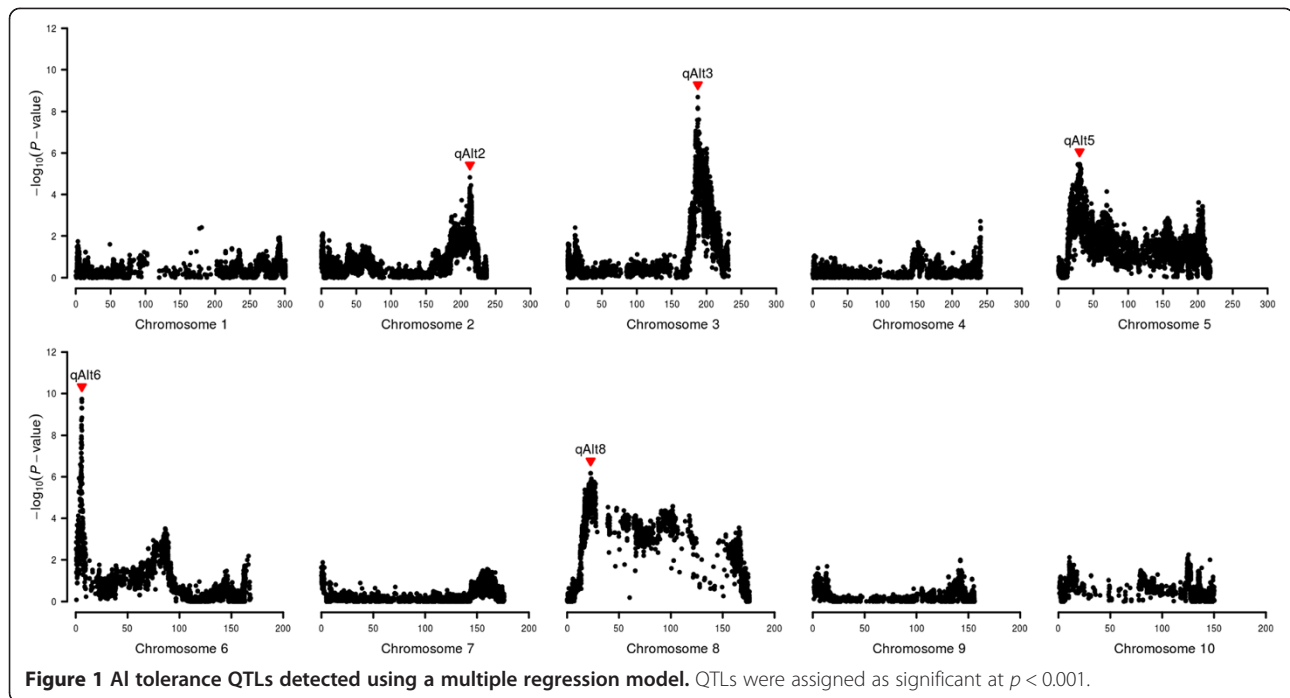 12
10
8
6
4
2
0
−log10(P − value)
qAlt2
qAlt3
qAlt5
0 50 100 150 200 250 300
0 50 100 150 200 250 300
0 50 100 150 200 250 300
0 50 100 150 200 250 300
0 50 100 150 200 250 300
Chromosome 1
Chromosome 2
Chromosome 3
Chromosome 4
Chromosome 5
12
10
8
6
4
2
0
−log10(P − value)
qAlt6
qAlt8
0 50 100 150 200
0 50 100 150 200
0 50 100 150 200
0 50 100 150 200
0 50 100 150 200
Chromosome 6
Chromosome 7
Chromosome 8
Chromosome 9
Chromosome 10
Figure 1 Al tolerance QTLs detected using a multiple regression model. QTLs were assigned as significant at p < 0.001.